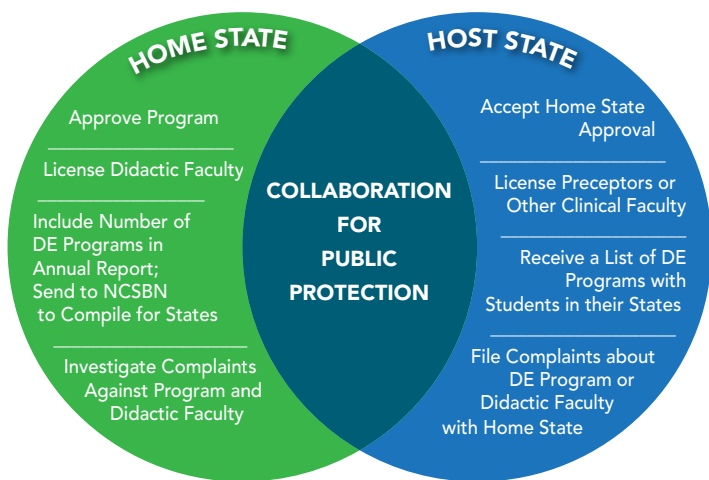 HOME STATE
Approve Program
License Didactic Faculty
Include Number of
DE Programs in
Annual Report;
Send to NCSBN
to Compile for States
Investigate Complaints
Against Program and
Didactic Faculty
COLLABORATION
FOR
PUBLIC
PROTECTION
HOST STATE
Accept Home State
Approval
License Preceptors or
Other Clinical Faculty
Receive a List of DE
Programs with
Students in their States
File Complaints about
DE Program or
Didactic Faculty
with Home State